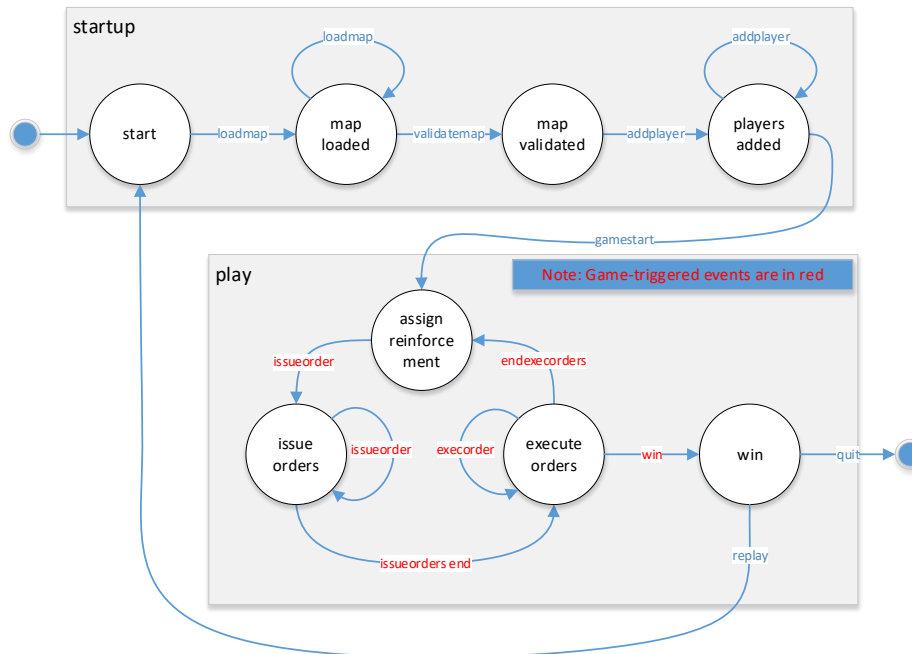 startup
loadmap
addplayer
start
loadmap
map
loaded
validatemap
map
validated
addplayer
players
added
gamestart
play
Note: Game-triggered events are in red
assign
reinforce
ment
issueorder
endexecorders
issue
orders
issueorder
execorder
execute
orders
win
win
quit
issueorders end
replay